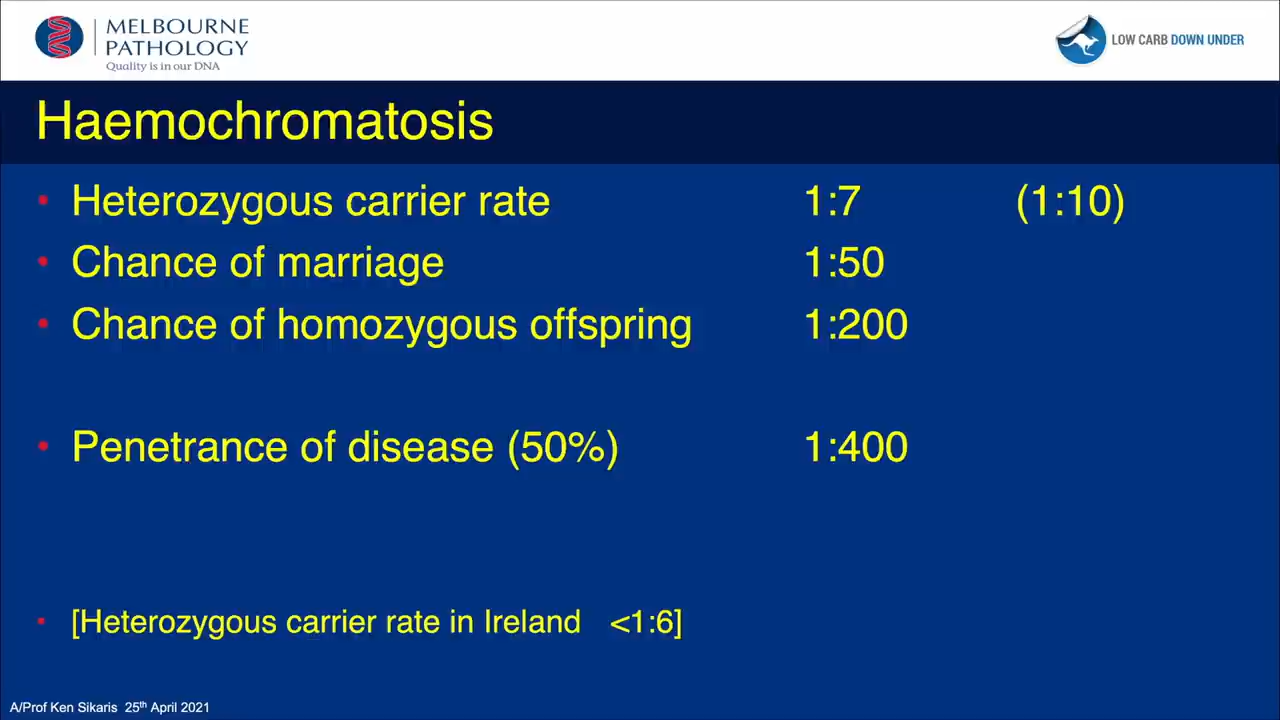 MELBOURNE
PATHOLOGY
Quality is in our DNA
LOW CARB DOWN UNDER
Haemochromatosis
• Heterozygous carrier rate 1:7 (1:10)
• Chance of marriage 1:50
• Chance of homozygous offspring 1:200
• Penetrance of disease (50%) 1:400
• [Heterozygous carrier rate in Ireland <1:6]
A/Prof Ken Sikaris 25th April 2021